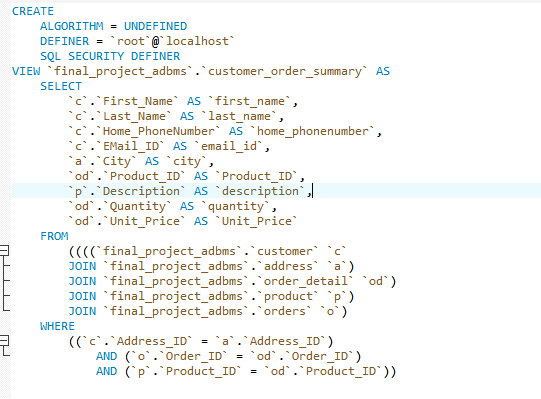 CREATE
    ALGORITHM = UNDEFINED
    DEFINER = `root`@`localhost`
    SQL SECURITY DEFINER
VIEW `final_project_adbms`.`customer_order_summary` AS
    SELECT
        `c`.`First_Name` AS `first_name`,
        `c`.`Last_Name` AS `last_name`,
        `c`.`Home_PhoneNumber` AS `home_phonenumber`,
        `c`.`EMail_ID` AS `email_id`,
        `a`.`City` AS `city`,
        `od`.`Product_ID` AS `Product_ID`,
        `p`.`Description` AS `description`,
        `od`.`Quantity` AS `quantity`,
        `od`.`Unit_Price` AS `Unit_Price`
    FROM
        ((((`final_project_adbms`.`customer` `c`
        JOIN `final_project_adbms`.`address` `a`)
        JOIN `final_project_adbms`.`order_detail` `od`)
        JOIN `final_project_adbms`.`product` `p`)
        JOIN `final_project_adbms`.`orders` `o`)
    WHERE
        ((`c`.`Address_ID` = `a`.`Address_ID`)
            AND (`o`.`Order_ID` = `od`.`Order_ID`)
            AND (`p`.`Product_ID` = `od`.`Product_ID`))